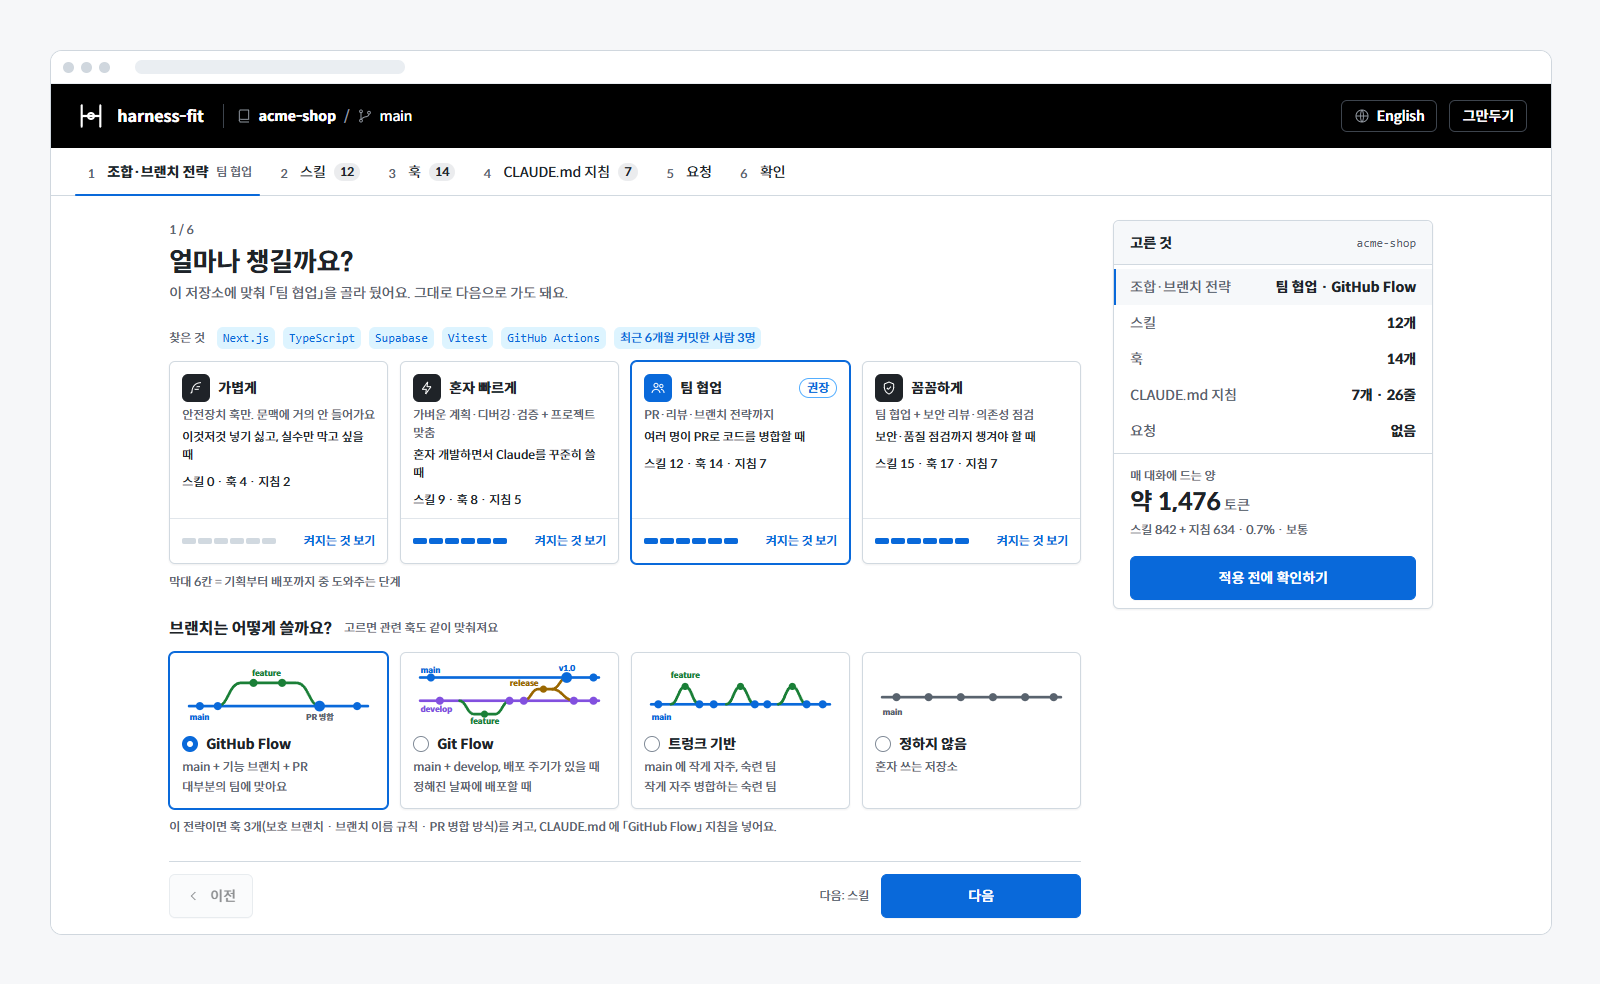 harness-fit
acme-shop / main
English
그만두기
1 조합·브랜치 전략 팀 협업
2 스킬 12
3 훅 14
4 CLAUDE.md 지침 7
5 요청
6 확인
1 / 6
얼마나 챙길까요?
이 저장소에 맞춰 「팀 협업」을 골라 뒀어요. 그대로 다음으로 가도 돼요.
찾은 것 Next.js TypeScript Supabase Vitest GitHub Actions 최근 6개월 커밋한 사람 3명
가볍게
안전장치 훅만. 문맥에 거의 안 들어가요
이것저것 넣기 싫고, 실수만 막고 싶을
때
스킬 0 · 훅 4 · 지침 2
켜지는 것 보기
혼자 빠르게
가벼운 계획·디버깅·검증 + 프로젝트
맞춤
혼자 개발하면서 Claude를 꾸준히 쓸
때
스킬 9 · 훅 8 · 지침 5
켜지는 것 보기
팀 협업 권장
PR·리뷰·브랜치 전략까지
여러 명이 PR로 코드를 병합할 때
스킬 12 · 훅 14 · 지침 7
켜지는 것 보기
꼼꼼하게
팀 협업 + 보안 리뷰·의존성 점검
보안·품질 점검까지 챙겨야 할 때
스킬 15 · 훅 17 · 지침 7
켜지는 것 보기
막대 6칸 = 기획부터 배포까지 중 도와주는 단계
브랜치는 어떻게 쓸까요? 고르면 관련 훅도 같이 맞춰져요
feature
main
PR 병합
GitHub Flow
main + 기능 브랜치 + PR
대부분의 팀에 맞아요
main
v1.0
release
develop
feature
Git Flow
main + develop, 배포 주기가 있을 때
정해진 날짜에 배포할 때
feature
main
트렁크 기반
main 에 작게 자주, 숙련 팀
작게 자주 병합하는 숙련 팀
main
정하지 않음
혼자 쓰는 저장소
이 전략이면 훅 3개(보호 브랜치 · 브랜치 이름 규칙 · PR 병합 방식)를 켜고, CLAUDE.md 에 「GitHub Flow」 지침을 넣어요.
이전
다음: 스킬
다음
고른 것 acme-shop
조합·브랜치 전략 팀 협업 · GitHub Flow
스킬 12개
훅 14개
CLAUDE.md 지침 7개 · 26줄
요청 없음
매 대화에 드는 양
약 1,476 토큰
스킬 842 + 지침 634 · 0.7% · 보통
적용 전에 확인하기